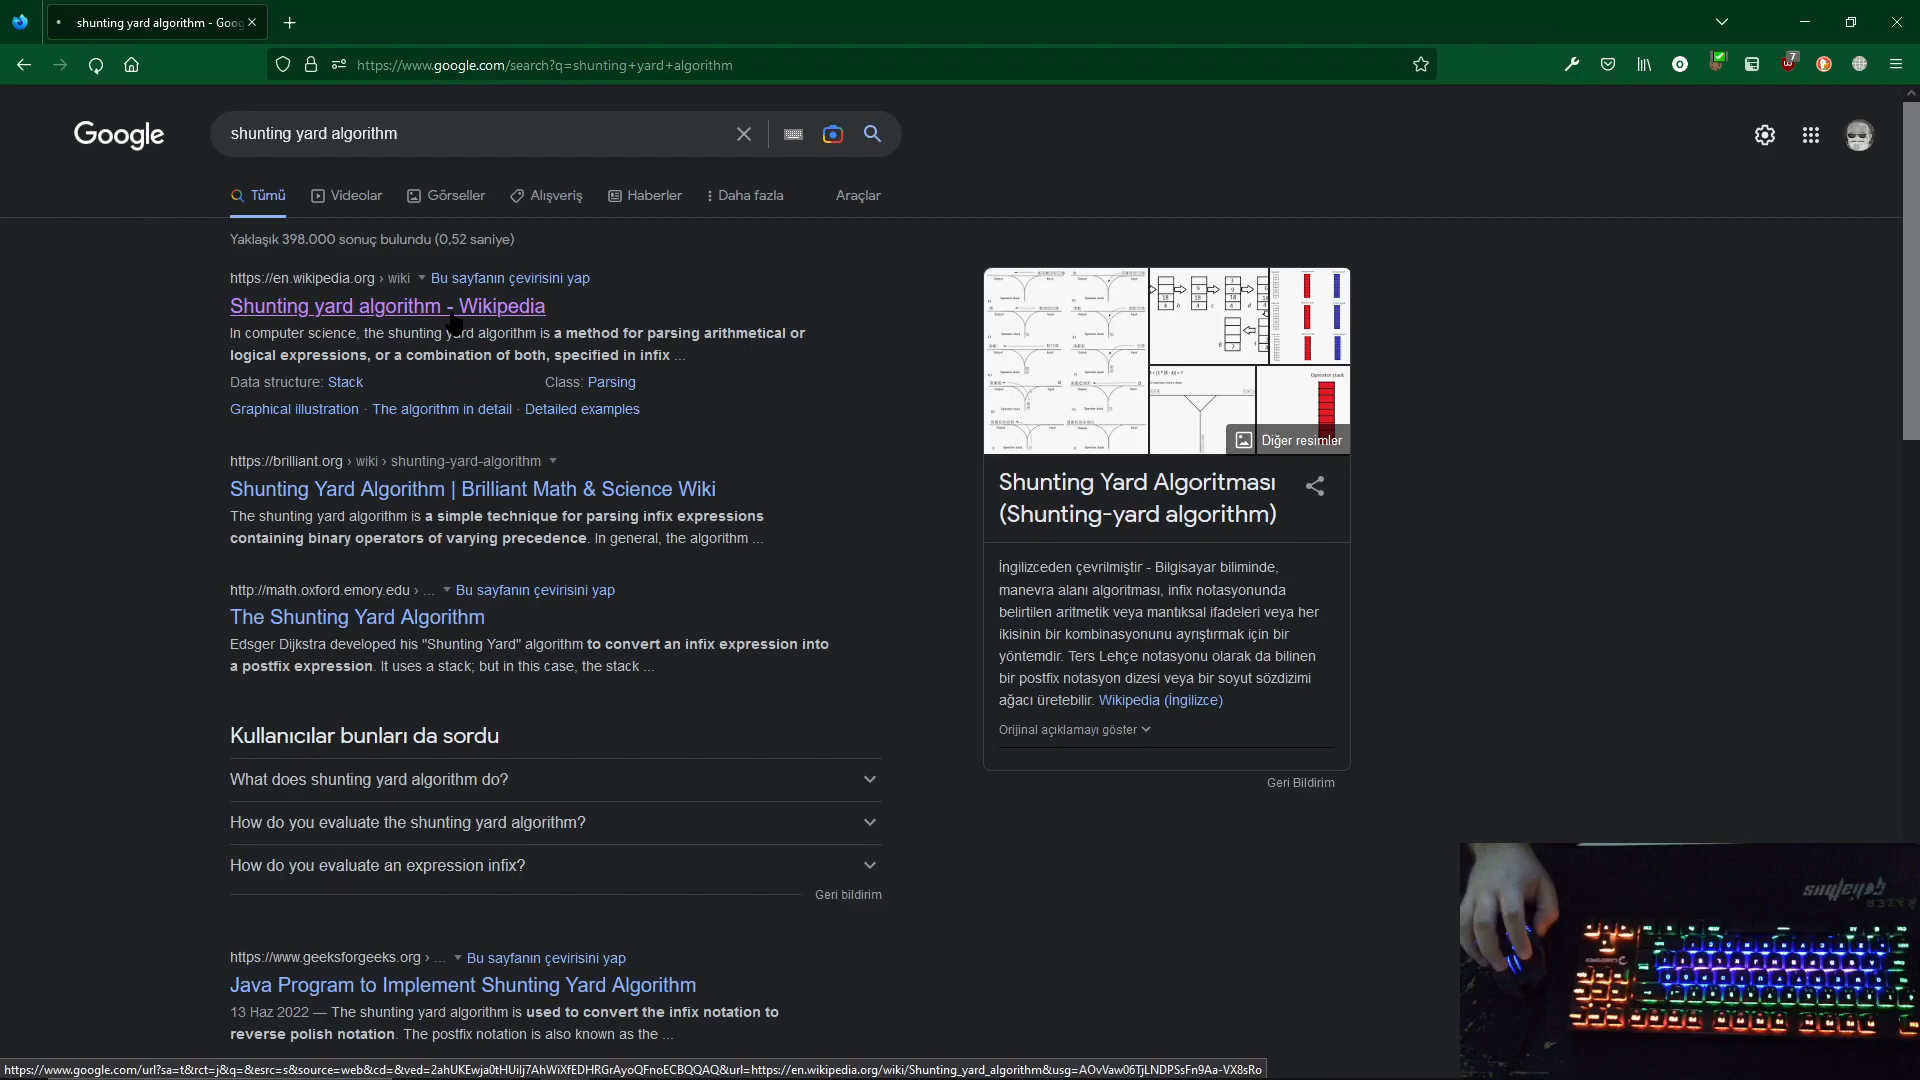 shunting yard algorithm - Goog
https://www.google.com/search?q=shunting+yard+algorithm
7
Google
shunting yard algorithm
Tümü
Videolar
Görseller
Alışveriş
Haberler
Daha fazla
Araçlar
Yaklaşık 398.000 sonuç bulundu (0,52 saniye)
https://en.wikipedia.org › wiki Bu sayfanın çevirisini yap
Shunting yard algorithm - Wikipedia
In computer science, the shunting yard algorithm is a method for parsing arithmetical or
logical expressions, or a combination of both, specified in infix ...
Data structure: Stack
Class: Parsing
Graphical illustration · The algorithm in detail · Detailed examples
https://brilliant.org › wiki › shunting-yard-algorithm
Shunting Yard Algorithm | Brilliant Math & Science Wiki
The shunting yard algorithm is a simple technique for parsing infix expressions
containing binary operators of varying precedence. In general, the algorithm ...
http://math.oxford.emory.edu › ... Bu sayfanın çevirisini yap
The Shunting Yard Algorithm
Edsger Dijkstra developed his "Shunting Yard" algorithm to convert an infix expression into
a postfix expression. It uses a stack; but in this case, the stack ...
Kullanıcılar bunları da sordu
What does shunting yard algorithm do?
How do you evaluate the shunting yard algorithm?
How do you evaluate an expression infix?
Geri bildirim
https://www.geeksforgeeks.org › ... Bu sayfanın çevirisini yap
Java Program to Implement Shunting Yard Algorithm
13 Haz 2022 — The shunting yard algorithm is used to convert the infix notation to
reverse polish notation. The postfix notation is also known as the ...
Operator stack
Diğer resimler
Shunting Yard Algoritması
(Shunting-yard algorithm)
İngilizceden çevrilmiştir - Bilgisayar biliminde,
manevra alanı algoritması, infix notasyonunda
belirtilen aritmetik veya mantıksal ifadeleri veya her
ikisinin bir kombinasyonunu ayrıştırmak için bir
yöntemdir. Ters Lehçe notasyonu olarak da bilinen
bir postfix notasyon dizesi veya bir soyut sözdizimi
ağacı üretebilir. Wikipedia (İngilizce)
Orijinal açıklamayı göster
Geri Bildirim
https://www.google.com/url?sa=t&rct=j&q=&esrc=s&source=web&cd=&ved=2ahUKEwja0tHUilj7AhWiXfEDHRGrAyoQFnoECBQQAQ&url=https://en.wikipedia.org/wiki/Shunting_yard_algorithm&usg=AOvVaw06TjLNDPSsFn9Aa-VX8sRo